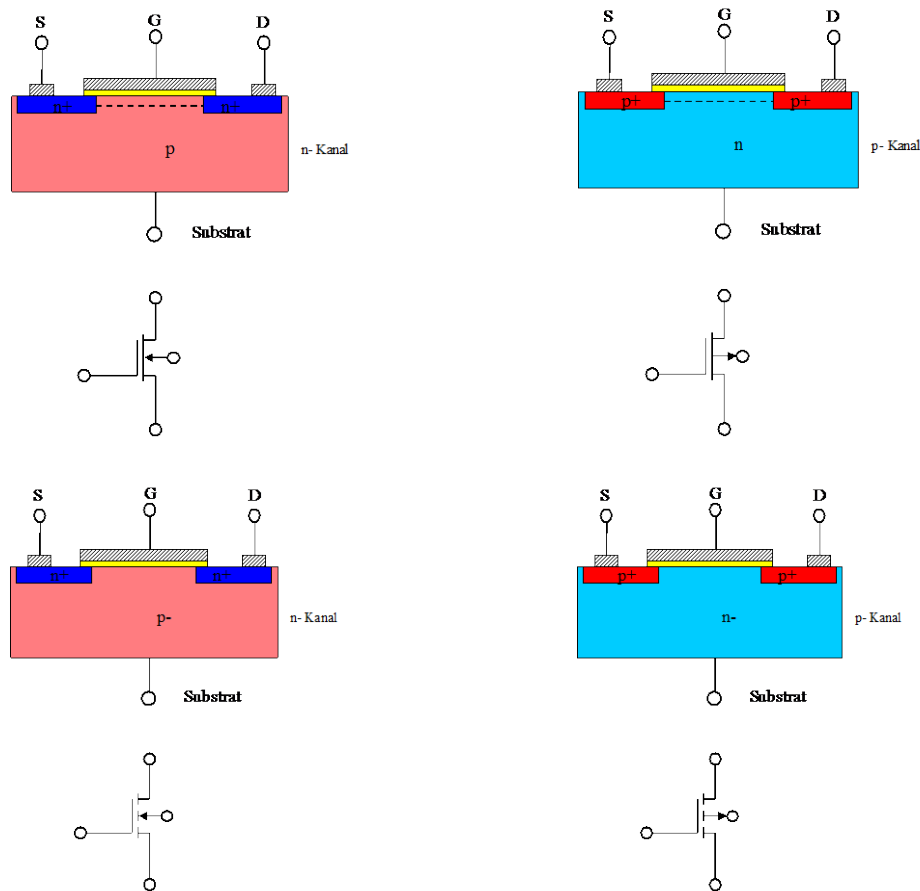 S G D
n+ n+
p
n- Kanal
Substrat
S G D
p+ p+
n
p- Kanal
Substrat
S G D
n+ n+
p-
n- Kanal
Substrat
S G D
p+ p+
n-
p- Kanal
Substrat